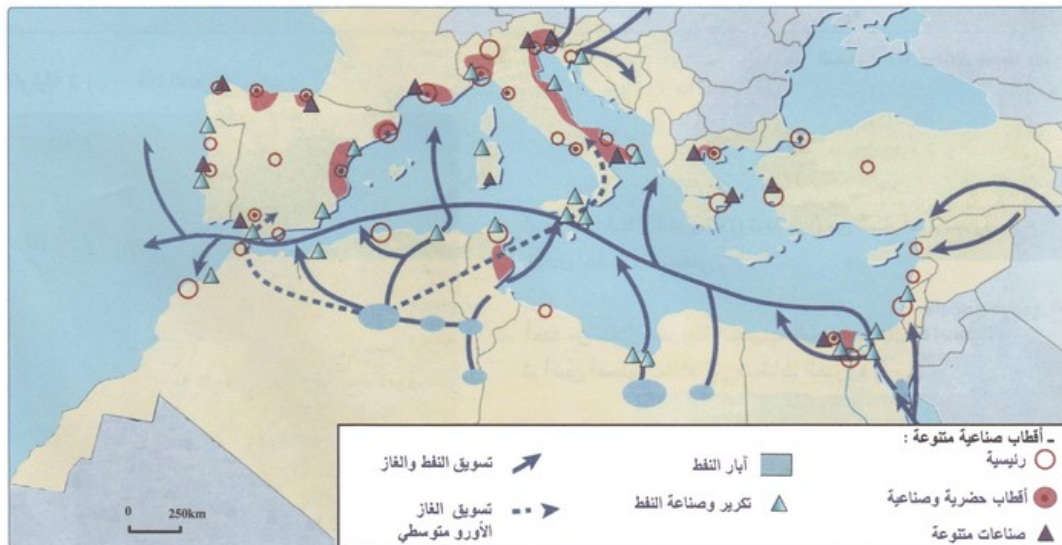 - أقطاب صناعية متنوعة :
رئيسية
أقطاب حضرية وصناعية
صناعات متنوعة
آبار النفط
تكرير وصناعة النفط
تسويق النفط والغاز
تسويق الغاز
الأورو متوسطي
0 250km